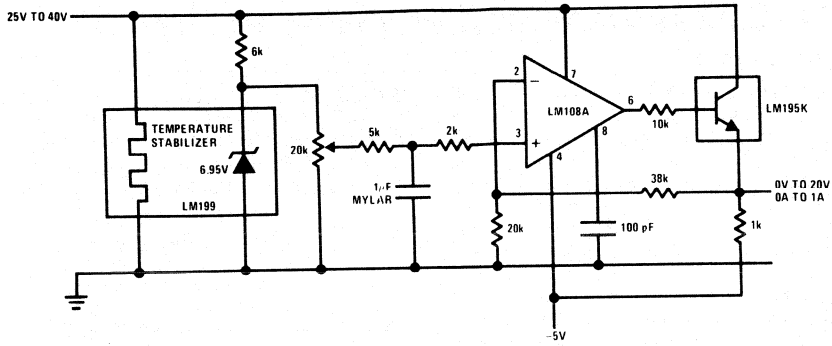 25V TO 40V
6k
TEMPERATURE
STABILIZER
6.95V
LM199
20k
5k
1µF
MYLAR
2k
2
3
LM108A
7
4
6
8
10k
LM195K
38k
0V TO 20V
0A TO 1A
20k
100 pF
1k
−5V